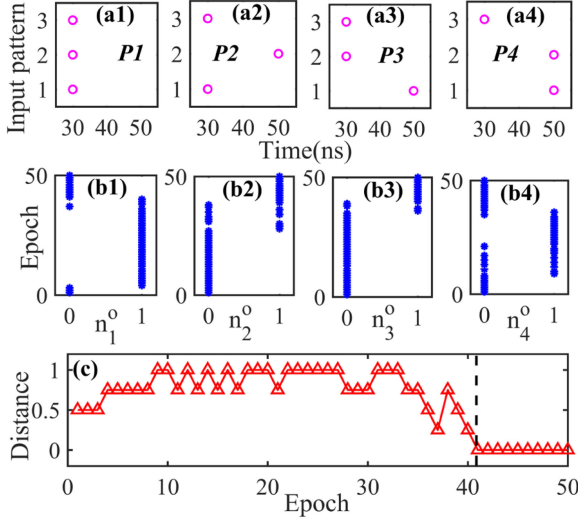 (a1) (a2) (a3) (a4)
Input pattern
3 3 3 3
2 P1 2 P2 2 P3 2 P4
1 1 1 1
30 40 50 30 40 50 30 40 50 30 40 50
Time(ns)
50 (b1) 50 (b2) 50 (b3) 50 (b4)
Epoch
0 0 0 0
0 n₁ᵒ 1 0 n₂ᵒ 1 0 n₃ᵒ 1 0 n₄ᵒ 1
(c)
Distance
1
0.5
0
0 10 20 30 40 50
Epoch